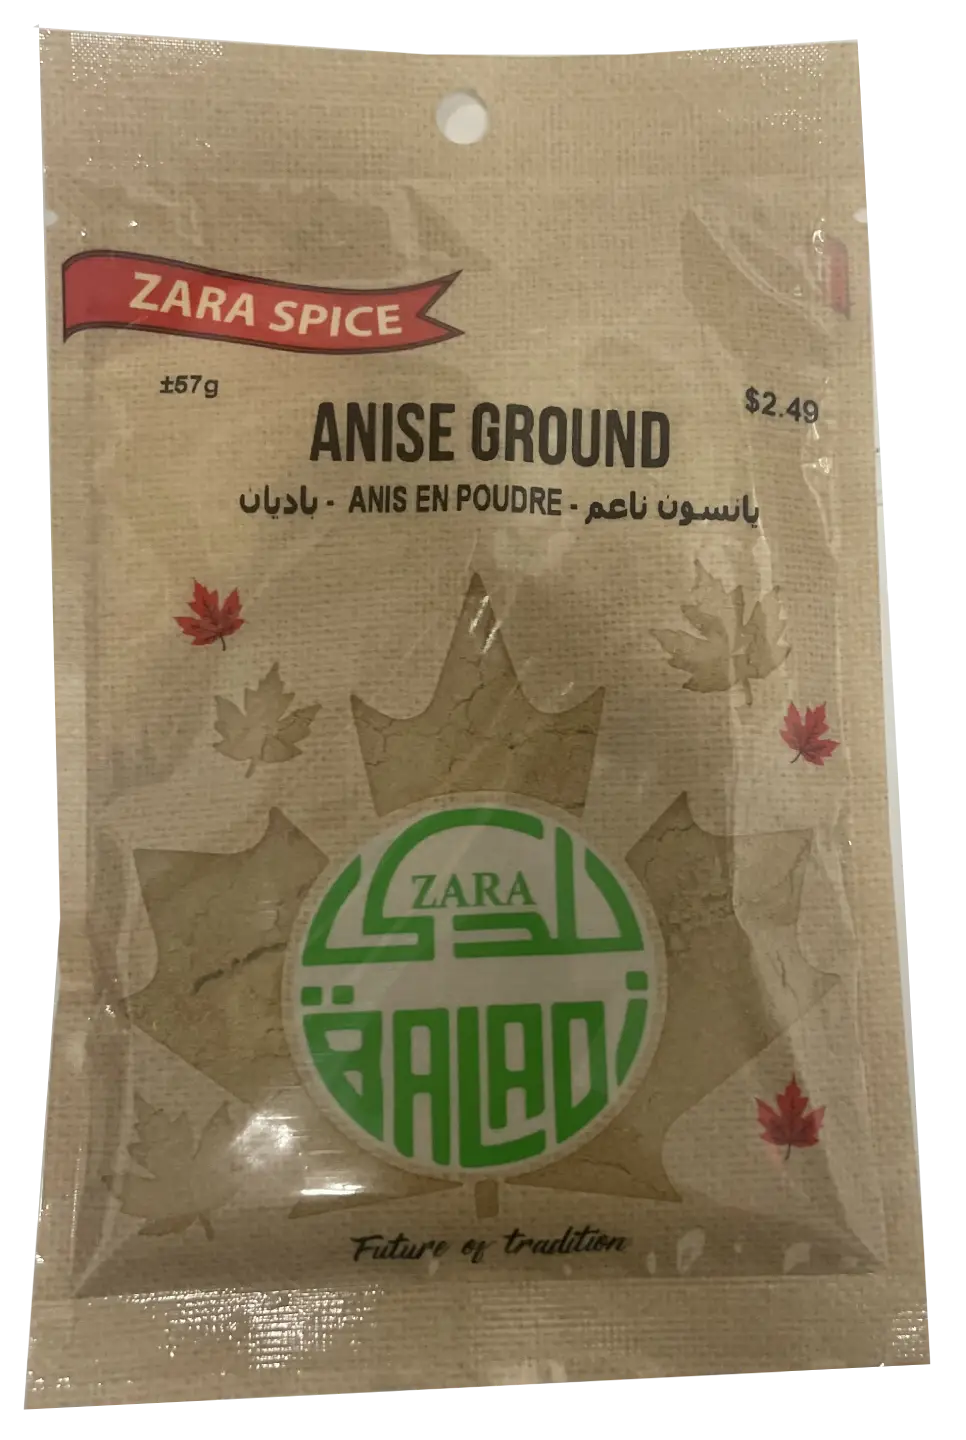 ZARA SPICE
±57g
$2.49
ANISE GROUND
يانسون ناعم - ANIS EN POUDRE - باديان
بلدي
ZARA
BALADI
Future of tradition